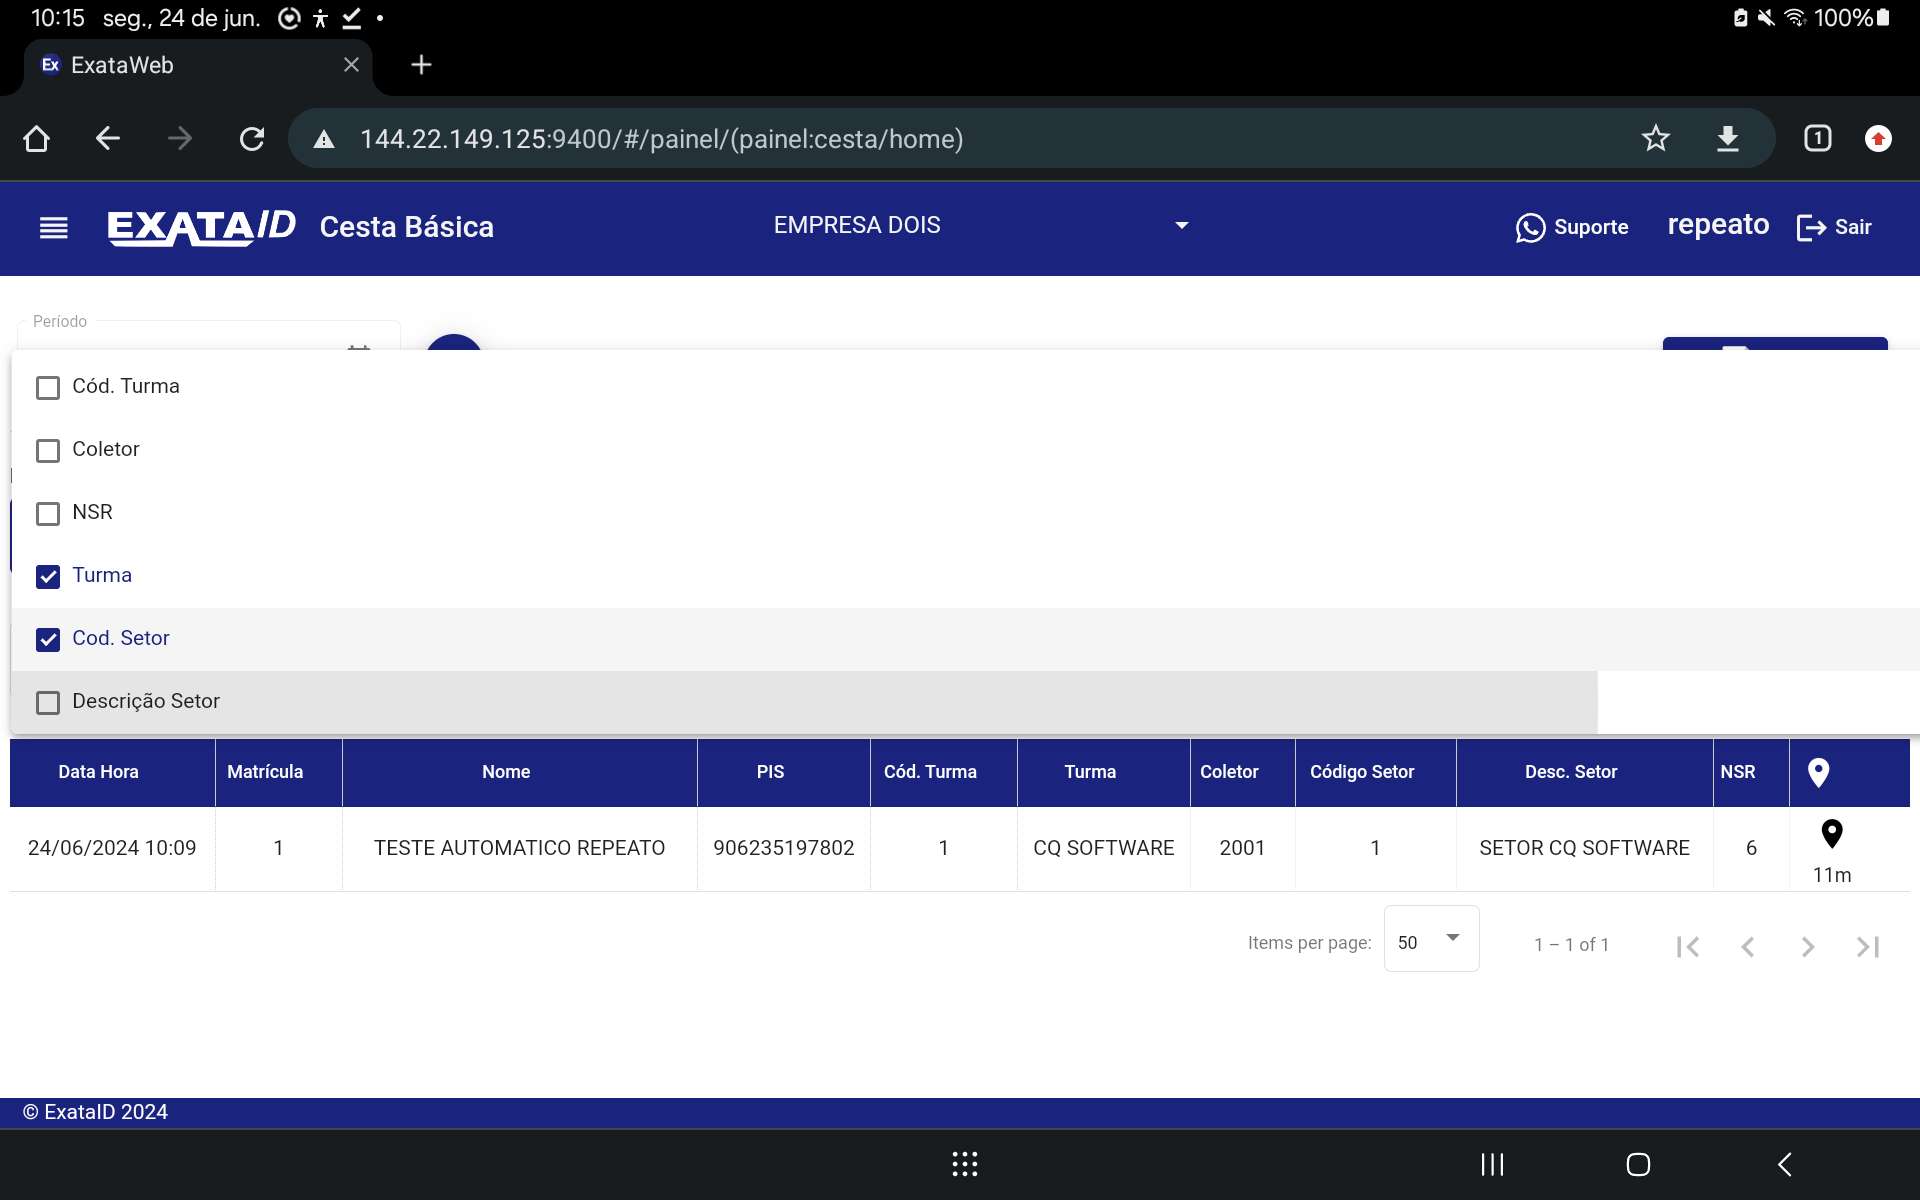 10:15 seg., 24 de jun. 100%
Ex ExataWeb
144.22.149.125:9400/#/painel/(painel:cesta/home) 1
EXATA/ID Cesta Básica EMPRESA DOIS Suporte repeato Sair
Período
Cód. Turma
Coletor
NSR
Turma
Cod. Setor
Descrição Setor
Data Hora Matrícula Nome PIS Cód. Turma Turma Coletor Código Setor Desc. Setor NSR
24/06/2024 10:09 1 TESTE AUTOMATICO REPEATO 906235197802 1 CQ SOFTWARE 2001 1 SETOR CQ SOFTWARE 6 11m
Items per page: 50 1 – 1 of 1
© ExataID 2024